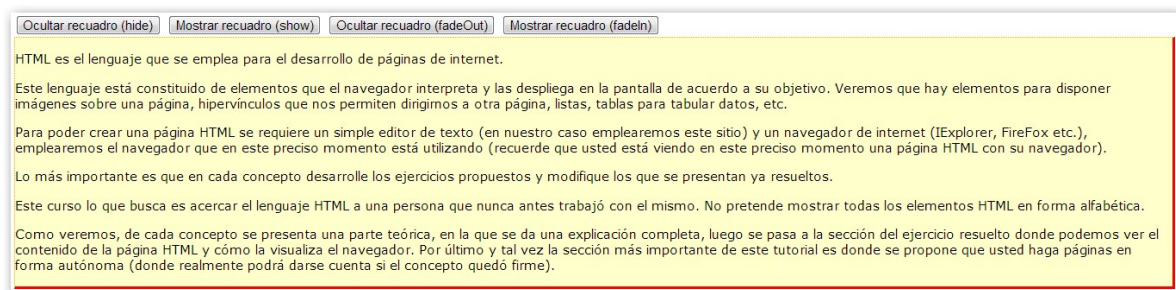 Ocultar recuadro (hide) Mostrar recuadro (show) Ocultar recuadro (fadeOut) Mostrar recuadro (fadeIn)
HTML es el lenguaje que se emplea para el desarrollo de páginas de internet.
Este lenguaje está constituido de elementos que el navegador interpreta y las despliega en la pantalla de acuerdo a su objetivo. Veremos que hay elementos para disponer
imágenes sobre una página, hipervínculos que nos permiten dirigirnos a otra página, listas, tablas para tabular datos, etc.
Para poder crear una página HTML se requiere un simple editor de texto (en nuestro caso emplearemos este sitio) y un navegador de internet (IExplorer, FireFox etc.),
emplearemos el navegador que en este preciso momento está utilizando (recuerde que usted está viendo en este preciso momento una página HTML con su navegador).
Lo más importante es que en cada concepto desarrolle los ejercicios propuestos y modifique los que se presentan ya resueltos.
Este curso lo que busca es acercar el lenguaje HTML a una persona que nunca antes trabajó con el mismo. No pretende mostrar todas los elementos HTML en forma alfabética.
Como veremos, de cada concepto se presenta una parte teórica, en la que se da una explicación completa, luego se pasa a la sección del ejercicio resuelto donde podemos ver el
contenido de la página HTML y cómo la visualiza el navegador. Por último y tal vez la sección más importante de este tutorial es donde se propone que usted haga páginas en
forma autónoma (donde realmente podrá darse cuenta si el concepto quedó firme).